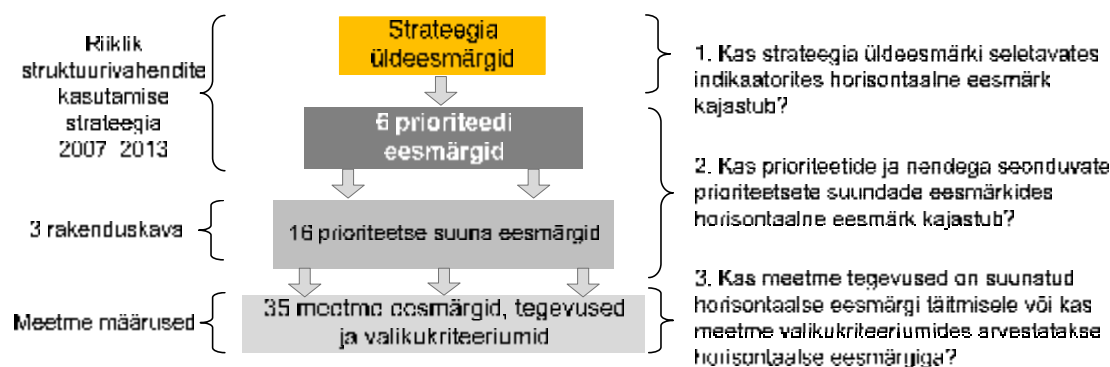 Riiklik
struktuurivahendite
kasutamise
strateegia
2007 2013
3 rakenduskava
Meetme määrused
Strateegia
üldeesmärgid
6 prioriteedi
eesmärgid
16 prioriteetse suuna eesmärgid
35 meetme eesmärgid, tegevused
ja valikukriteeriumid
1. Kas strateegia üldeesmärki seletavates
indikaatorites horisontaalne eesmärk
kajastub?
2. Kas prioriteetide ja nendega seonduvate
prioriteetsete suundade eesmärkides
horisontaalne eesmärk kajastub?
3. Kas meetme tegevused on suunatud
horisontaalse eesmärgi täitmisele või kas
meetme valikukriteeriumides arvestatakse
horisontaalse eesmärgiga?